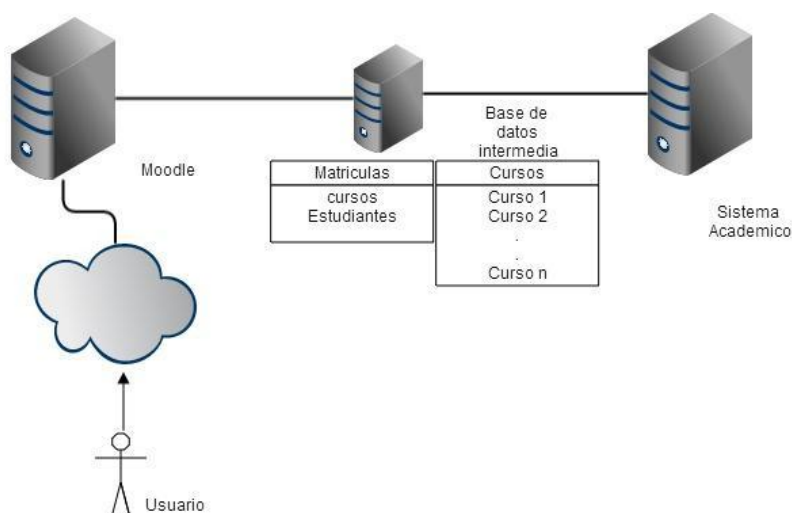 Moodle
Base de
datos
intermedia
Matriculas
cursos
Estudiantes
Cursos
Curso 1
Curso 2
.
.
Curso n
Sistema
Academico
Usuario